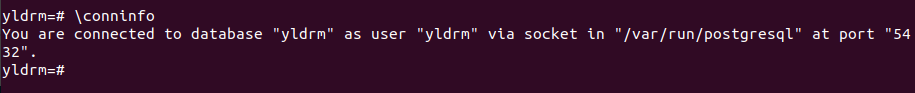 yldrm=# \conninfo
You are connected to database "yldrm" as user "yldrm" via socket in "/var/run/postgresql" at port "54
32".
yldrm=#